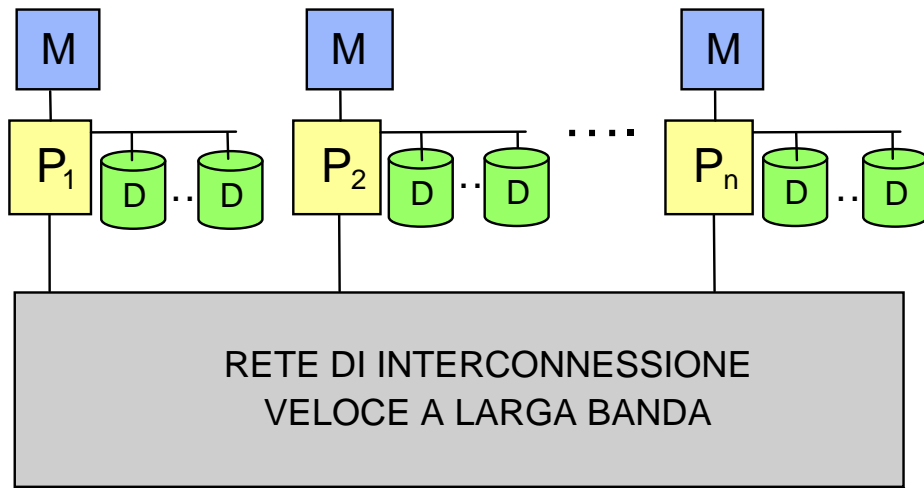 M M M
....
P1 P2 Pn
D .. D D .. D D .. D
RETE DI INTERCONNESSIONE
VELOCE A LARGA BANDA